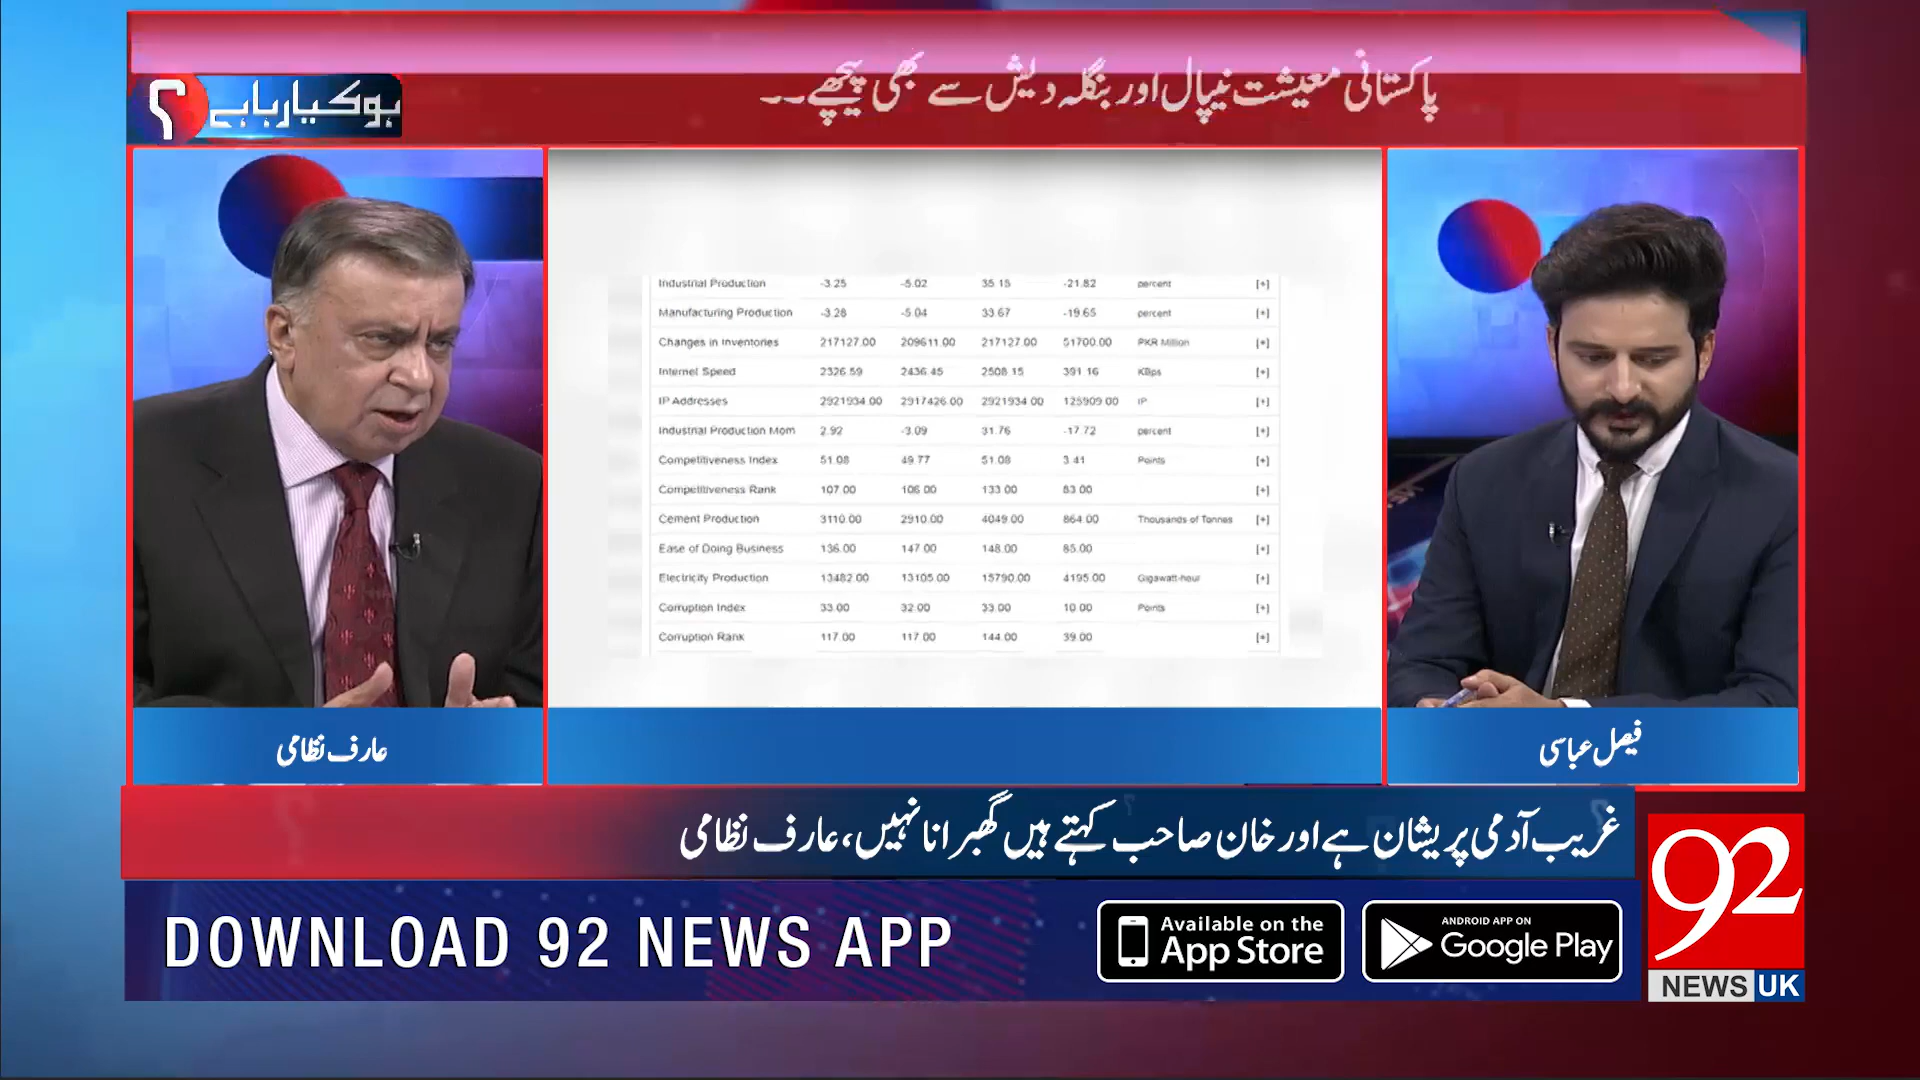 پاکستانی معیشت نیپال اور بنگلہ دیش سے بھی پیچھے۔۔
ہو کیا رہا ہے ؟
Industrial Production -3.25 -5.02 35.15 -21.82 percent [+]
Manufacturing Production -3.28 -5.04 33.67 -19.65 percent [+]
Changes in Inventories 217127.00 209611.00 217127.00 51700.00 PKR Million [+]
Internet Speed 2326.59 2436.45 2508.15 391.16 KBps [+]
IP Addresses 2921934.00 2917426.00 2921934.00 125909.00 IP [+]
Industrial Production Mom 2.92 -3.09 31.76 -17.72 percent [+]
Competitiveness Index 51.08 49.77 51.08 3.41 Points [+]
Competitiveness Rank 107.00 106.00 133.00 83.00 [+]
Cement Production 3110.00 2910.00 4049.00 864.00 Thousands of Tonnes [+]
Ease of Doing Business 136.00 147.00 148.00 85.00 [+]
Electricity Production 13482.00 13105.00 15790.00 4195.00 Gigawatt-hour [+]
Corruption Index 33.00 32.00 33.00 10.00 Points [+]
Corruption Rank 117.00 117.00 144.00 39.00 [+]
عارف نظامی
فیصل عباسی
غریب آدمی پریشان ہے اور خان صاحب کہتے ہیں گھبرانا نہیں، عارف نظامی
DOWNLOAD 92 NEWS APP
Available on the
App Store
ANDROID APP ON
Google Play
92
NEWS UK